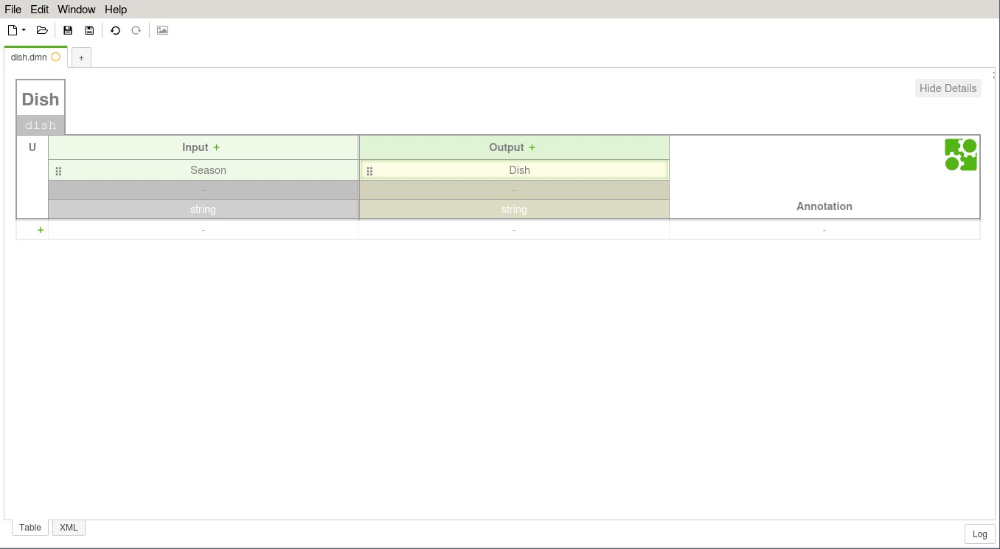 File Edit Window Help
dish.dmn +
Hide Details
Dish
dish
U Input + Output +
Season Dish
– –
string string
Annotation
+ - - -
Table XML
Log